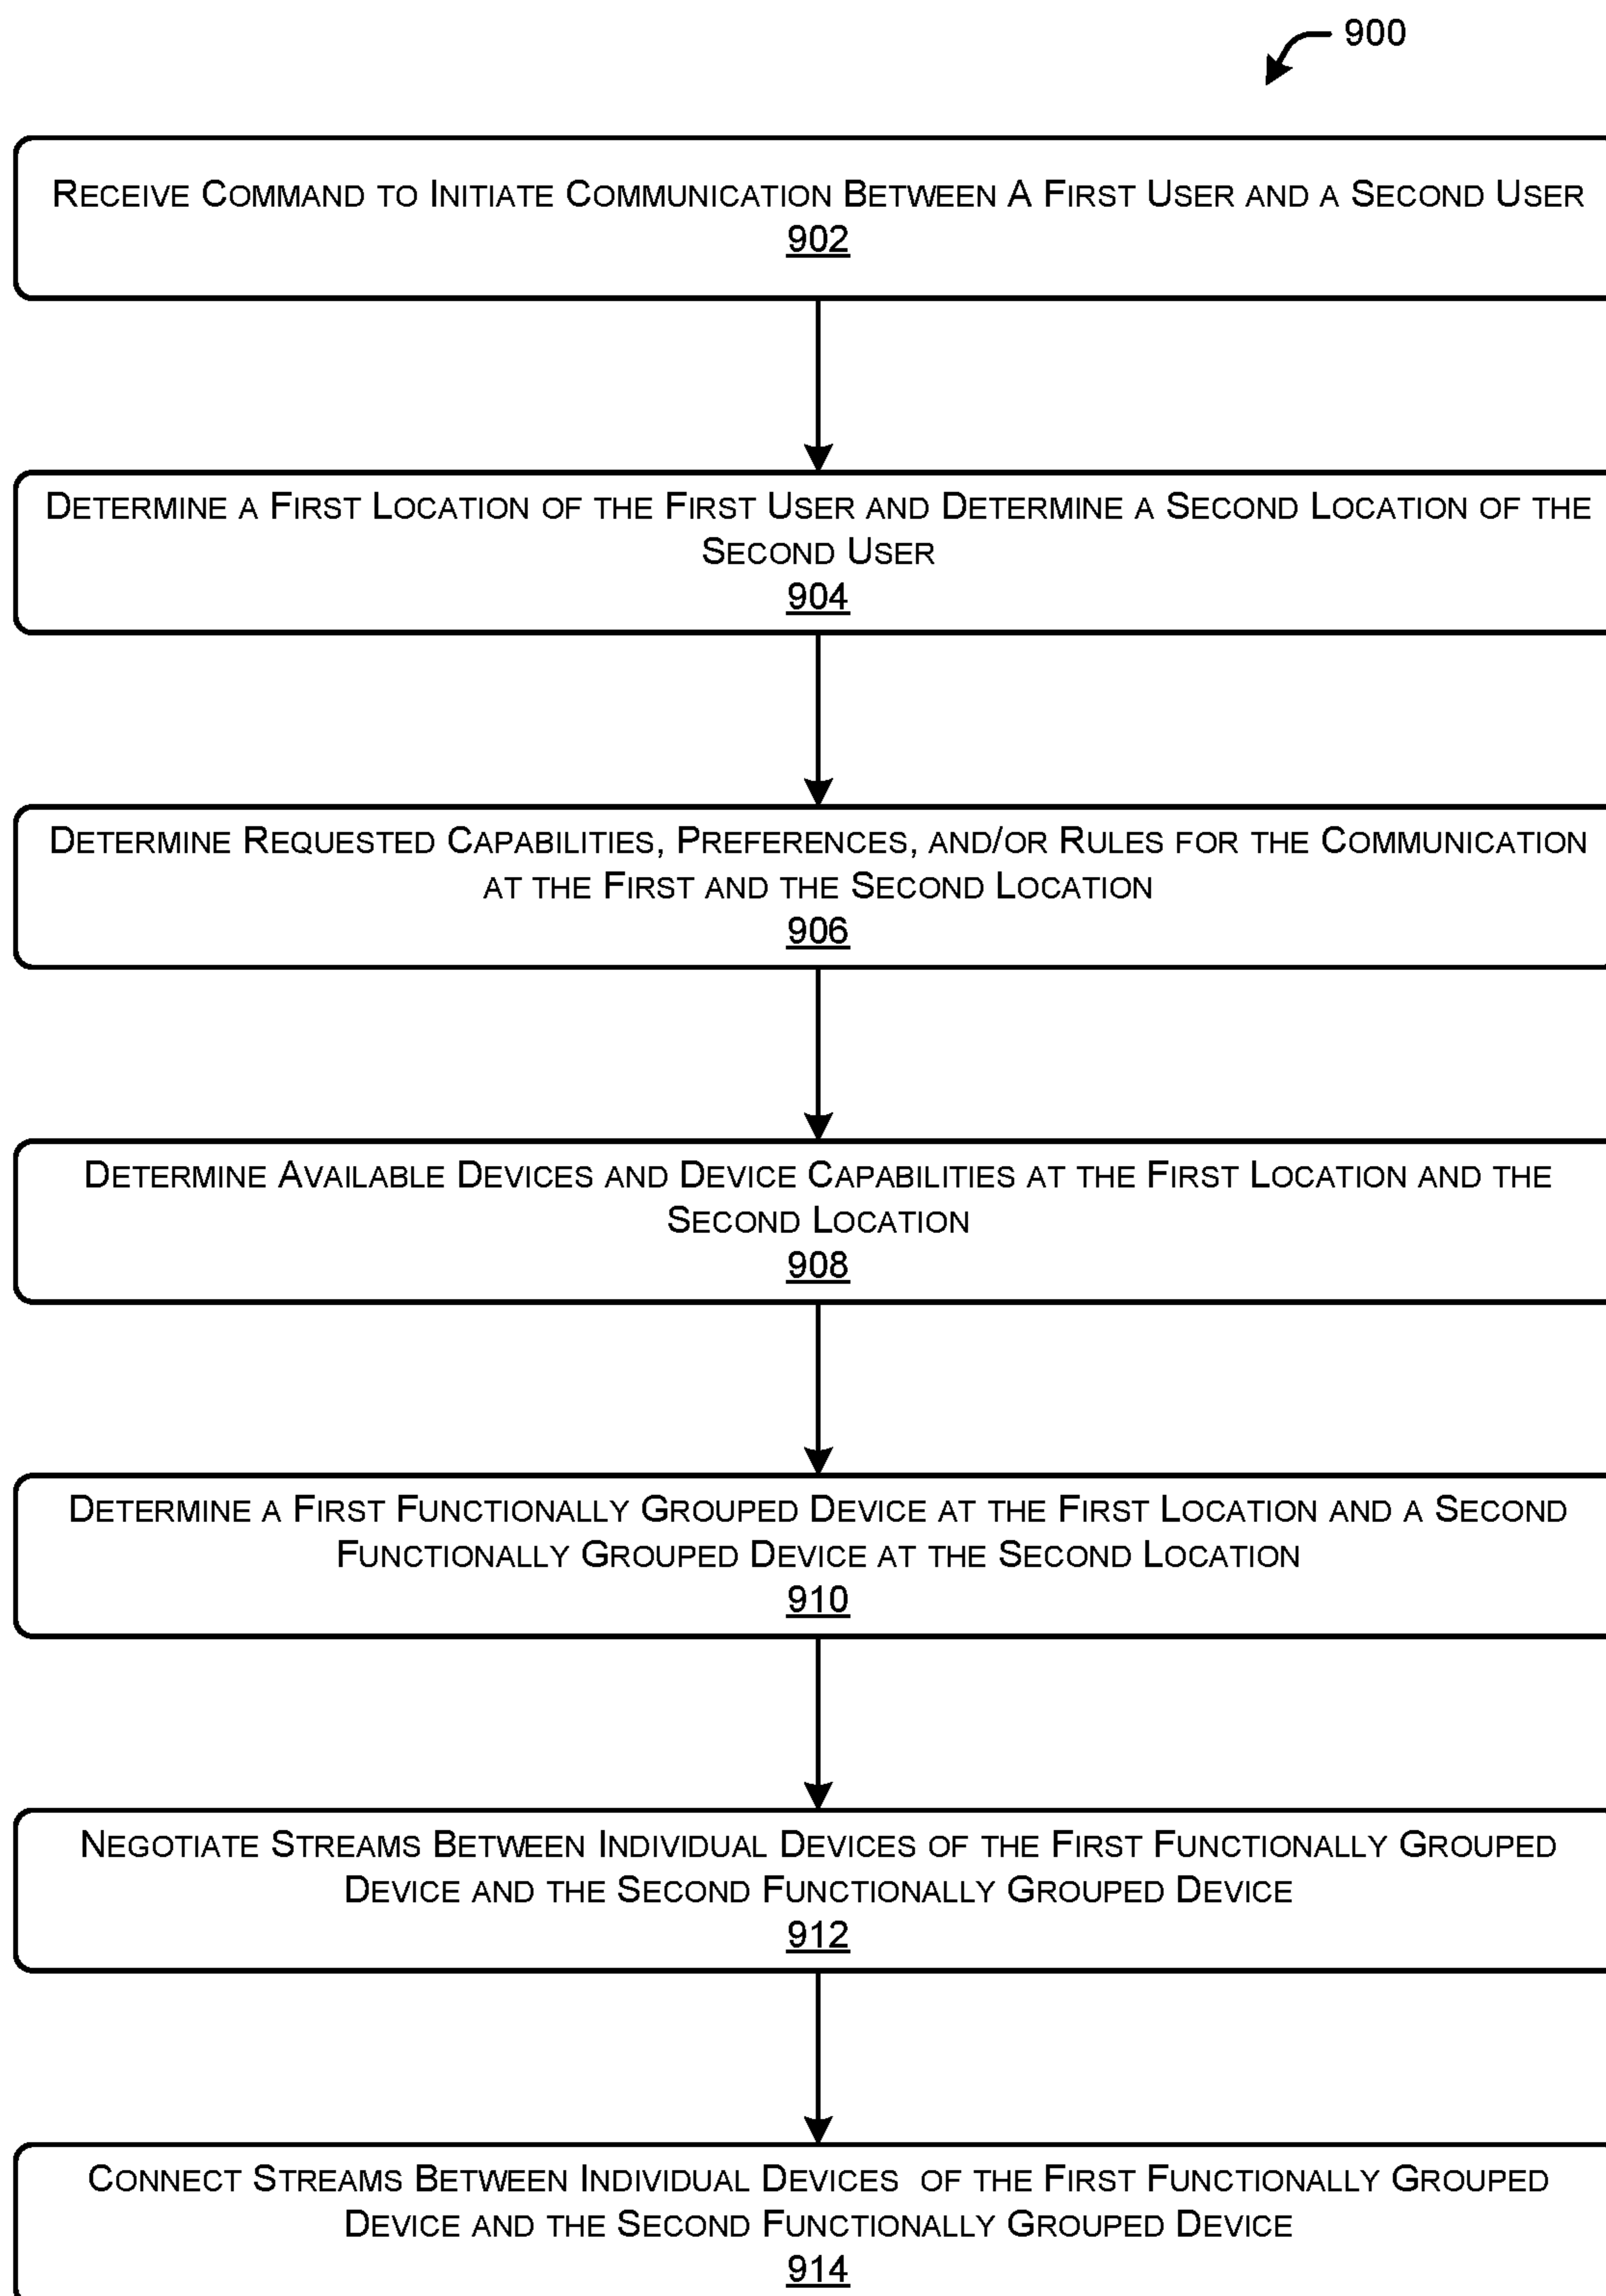 900
RECEIVE COMMAND TO INITIATE COMMUNICATION BETWEEN A FIRST USER AND A SECOND USER
902
DETERMINE A FIRST LOCATION OF THE FIRST USER AND DETERMINE A SECOND LOCATION OF THE
SECOND USER
904
DETERMINE REQUESTED CAPABILITIES, PREFERENCES, AND/OR RULES FOR THE COMMUNICATION
AT THE FIRST AND THE SECOND LOCATION
906
DETERMINE AVAILABLE DEVICES AND DEVICE CAPABILITIES AT THE FIRST LOCATION AND THE
SECOND LOCATION
908
DETERMINE A FIRST FUNCTIONALLY GROUPED DEVICE AT THE FIRST LOCATION AND A SECOND
FUNCTIONALLY GROUPED DEVICE AT THE SECOND LOCATION
910
NEGOTIATE STREAMS BETWEEN INDIVIDUAL DEVICES OF THE FIRST FUNCTIONALLY GROUPED
DEVICE AND THE SECOND FUNCTIONALLY GROUPED DEVICE
912
CONNECT STREAMS BETWEEN INDIVIDUAL DEVICES OF THE FIRST FUNCTIONALLY GROUPED
DEVICE AND THE SECOND FUNCTIONALLY GROUPED DEVICE
914